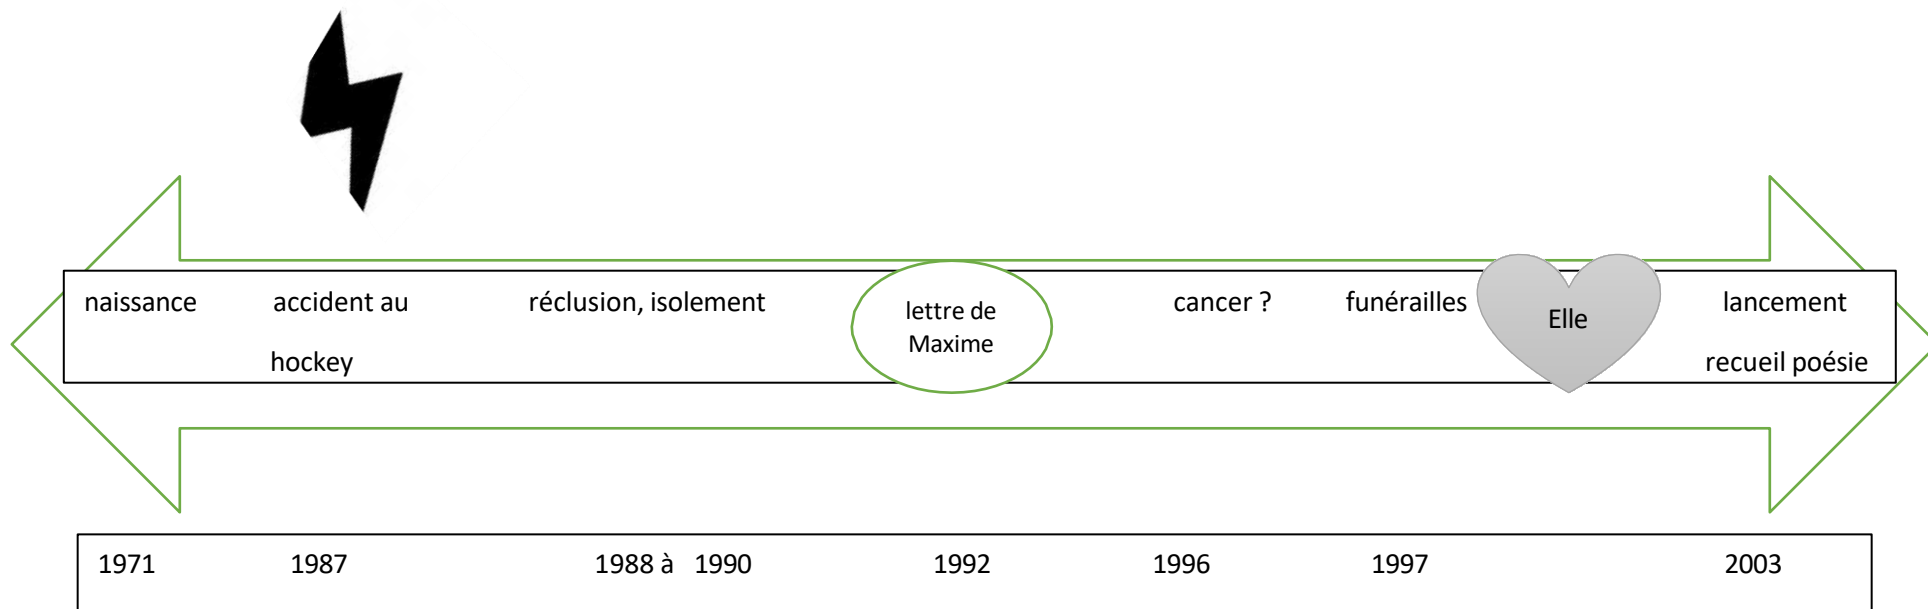 naissance accident au réclusion, isolement lettre de cancer ? funérailles Elle lancement
hockey Maxime recueil poésie
1971 1987 1988 à 1990 1992 1996 1997 2003